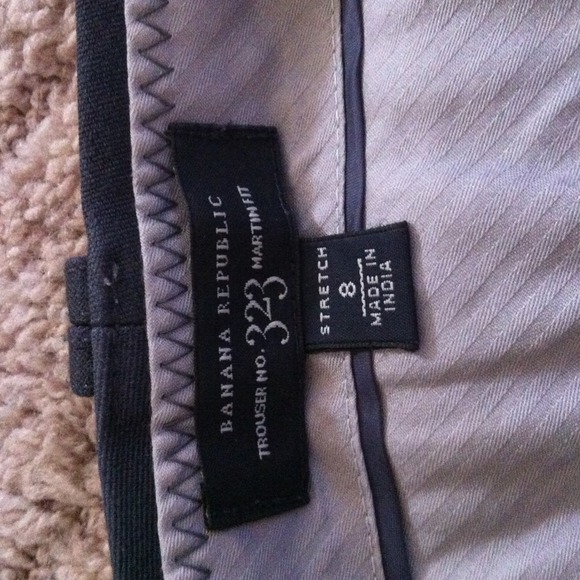 BANANA REPUBLIC
TROUSER NO. 323 MARTIN FIT
STRETCH
8
MADE IN
INDIA